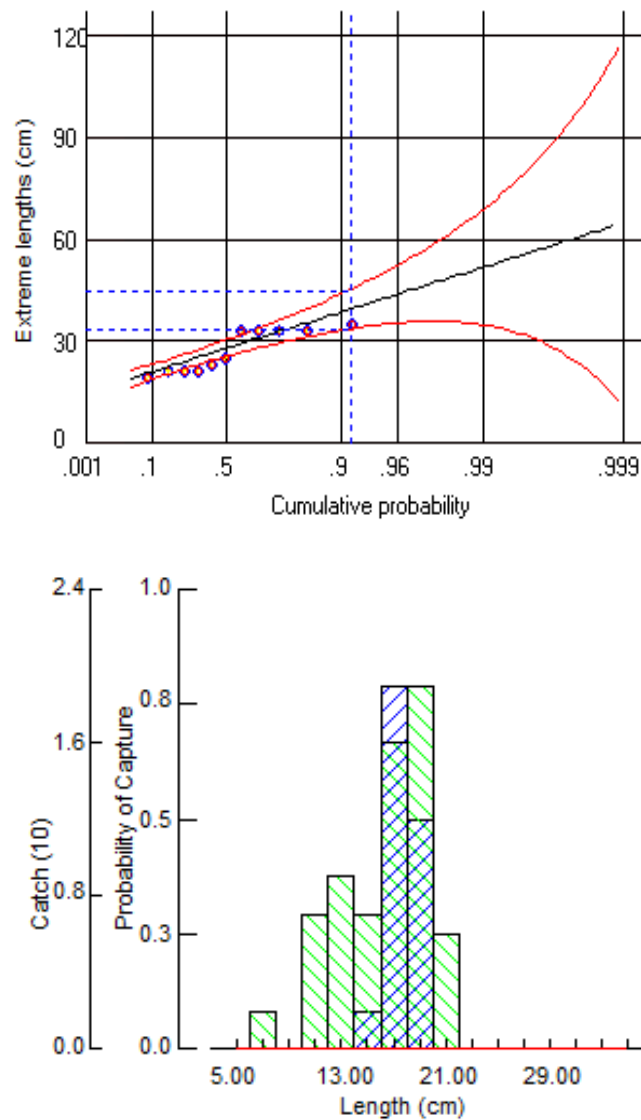 120
90
60
30
0
Extreme lengths (cm)
.001 .1 .5 .9 .96 .99 .999
Cumulative probability
2.4 1.0
0.8
1.6
0.5
0.8
0.3
0.0 0.0
Catch (10)
Probability of Capture
5.00 13.00 21.00 29.00
Length (cm)